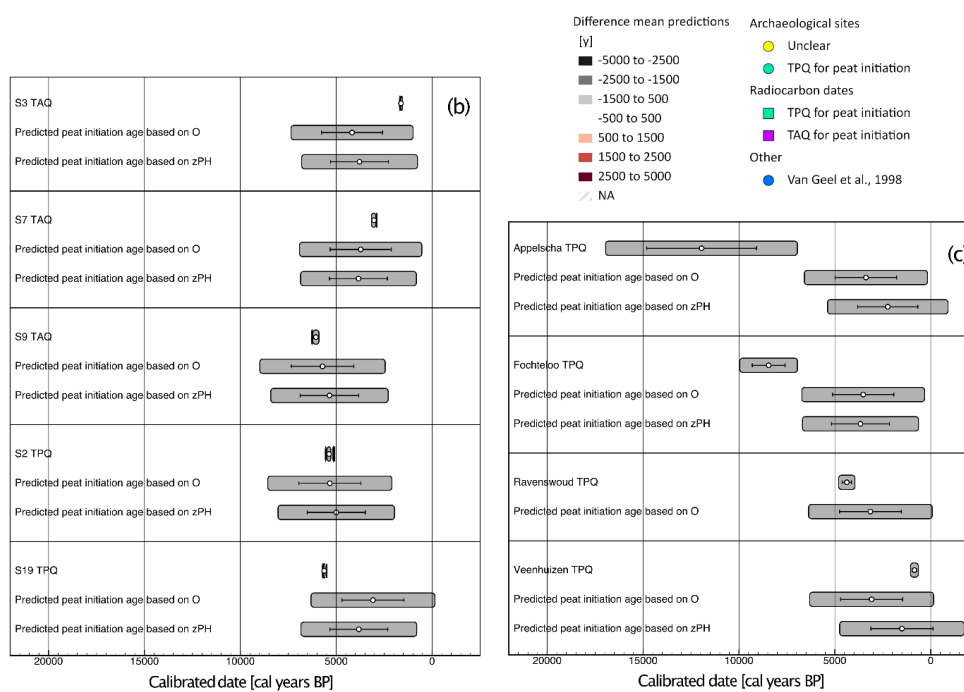 Difference mean predictions
[y]
-5000 to -2500
-2500 to -1500
-1500 to 500
-500 to 500
500 to 1500
1500 to 2500
2500 to 5000
NA
Archaeological sites
Unclear
TPQ for peat initiation
Radiocarbon dates
TPQ for peat initiation
TAQ for peat initiation
Other
Van Geel et al., 1998
(b)
S3 TAQ
Predicted peat initiation age based on O
Predicted peat initiation age based on zPH
S7 TAQ
Predicted peat initiation age based on O
Predicted peat initiation age based on zPH
S9 TAQ
Predicted peat initiation age based on O
Predicted peat initiation age based on zPH
S2 TPQ
Predicted peat initiation age based on O
Predicted peat initiation age based on zPH
S19 TPQ
Predicted peat initiation age based on O
Predicted peat initiation age based on zPH
20000 15000 10000 5000 0
Calibrated date [cal years BP]
(c)
Appelscha TPQ
Predicted peat initiation age based on O
Predicted peat initiation age based on zPH
Fochteloo TPQ
Predicted peat initiation age based on O
Predicted peat initiation age based on zPH
Ravenswoud TPQ
Predicted peat initiation age based on O
Veenhuizen TPQ
Predicted peat initiation age based on O
Predicted peat initiation age based on zPH
20000 15000 10000 5000 0
Calibrated date [cal years BP]